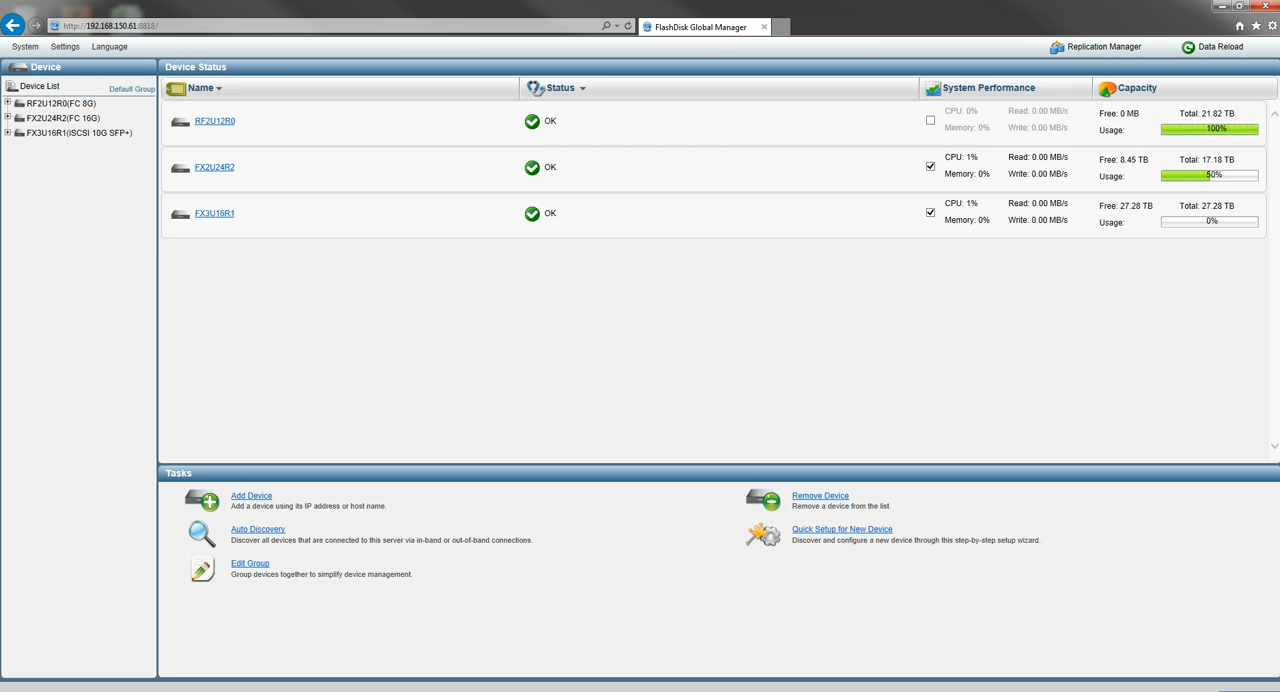 http://192.168.150.61:8818/
FlashDisk Global Manager
System Settings Language
Replication Manager Data Reload
Device
Device List Default Group
RF2U12R0(FC 8G)
FX2U24R2(FC 16G)
FX3U16R1(iSCSI 10G SFP+)
Device Status
Name Status System Performance Capacity
RF2U12R0 OK CPU: 0% Read: 0.00 MB/s Free: 0 MB Total: 21.82 TB
Memory: 0% Write: 0.00 MB/s Usage: 100%
FX2U24R2 OK CPU: 1% Read: 0.00 MB/s Free: 8.45 TB Total: 17.18 TB
Memory: 0% Write: 0.00 MB/s Usage: 50%
FX3U16R1 OK CPU: 1% Read: 0.00 MB/s Free: 27.28 TB Total: 27.28 TB
Memory: 0% Write: 0.00 MB/s Usage: 0%
Tasks
Add Device
Add a device using its IP address or host name.
Remove Device
Remove a device from the list.
Auto Discovery
Discover all devices that are connected to this server via in-band or out-of-band connections.
Quick Setup for New Device
Discover and configure a new device through this step-by-step setup wizard.
Edit Group
Group devices together to simplify device management.